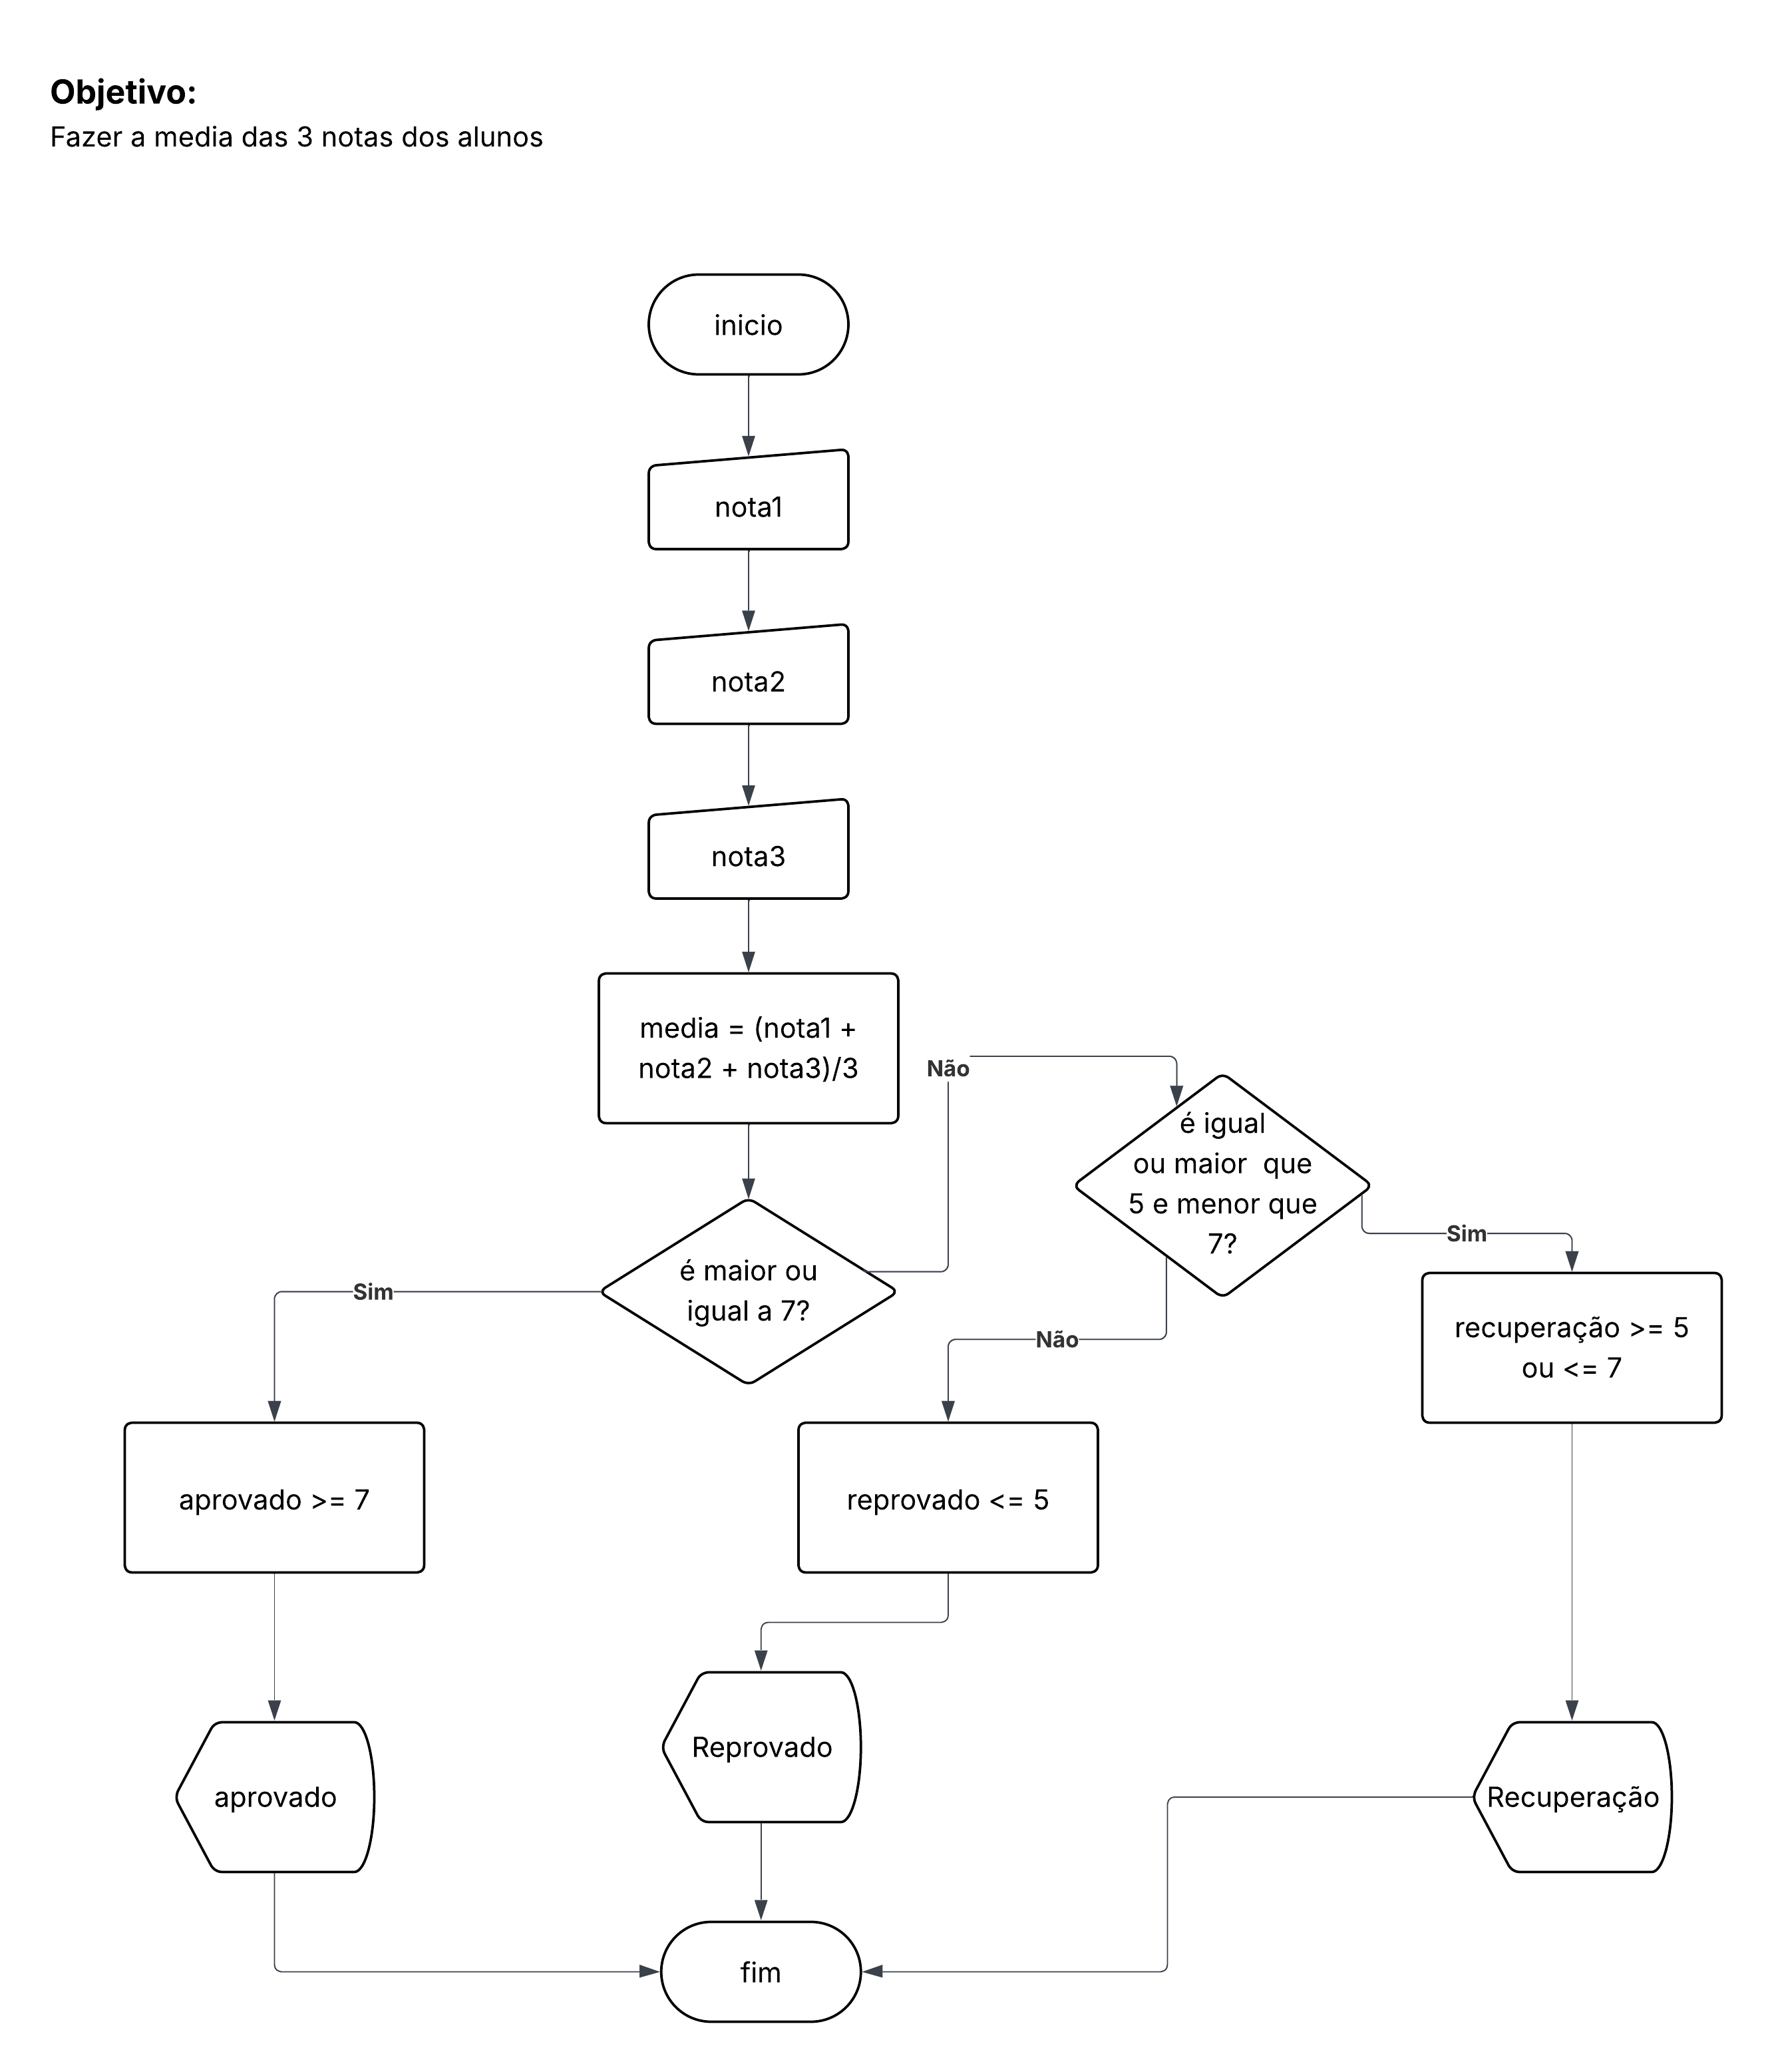 Objetivo:
Fazer a media das 3 notas dos alunos
inicio
nota1
nota2
nota3
media = (nota1 +
nota2 + nota3)/3
Não
é igual
ou maior  que
5 e menor que
7?
Sim
é maior ou
igual a 7?
Sim
Não
recuperação >= 5
ou <= 7
aprovado >= 7
reprovado <= 5
Reprovado
aprovado
Recuperação
fim